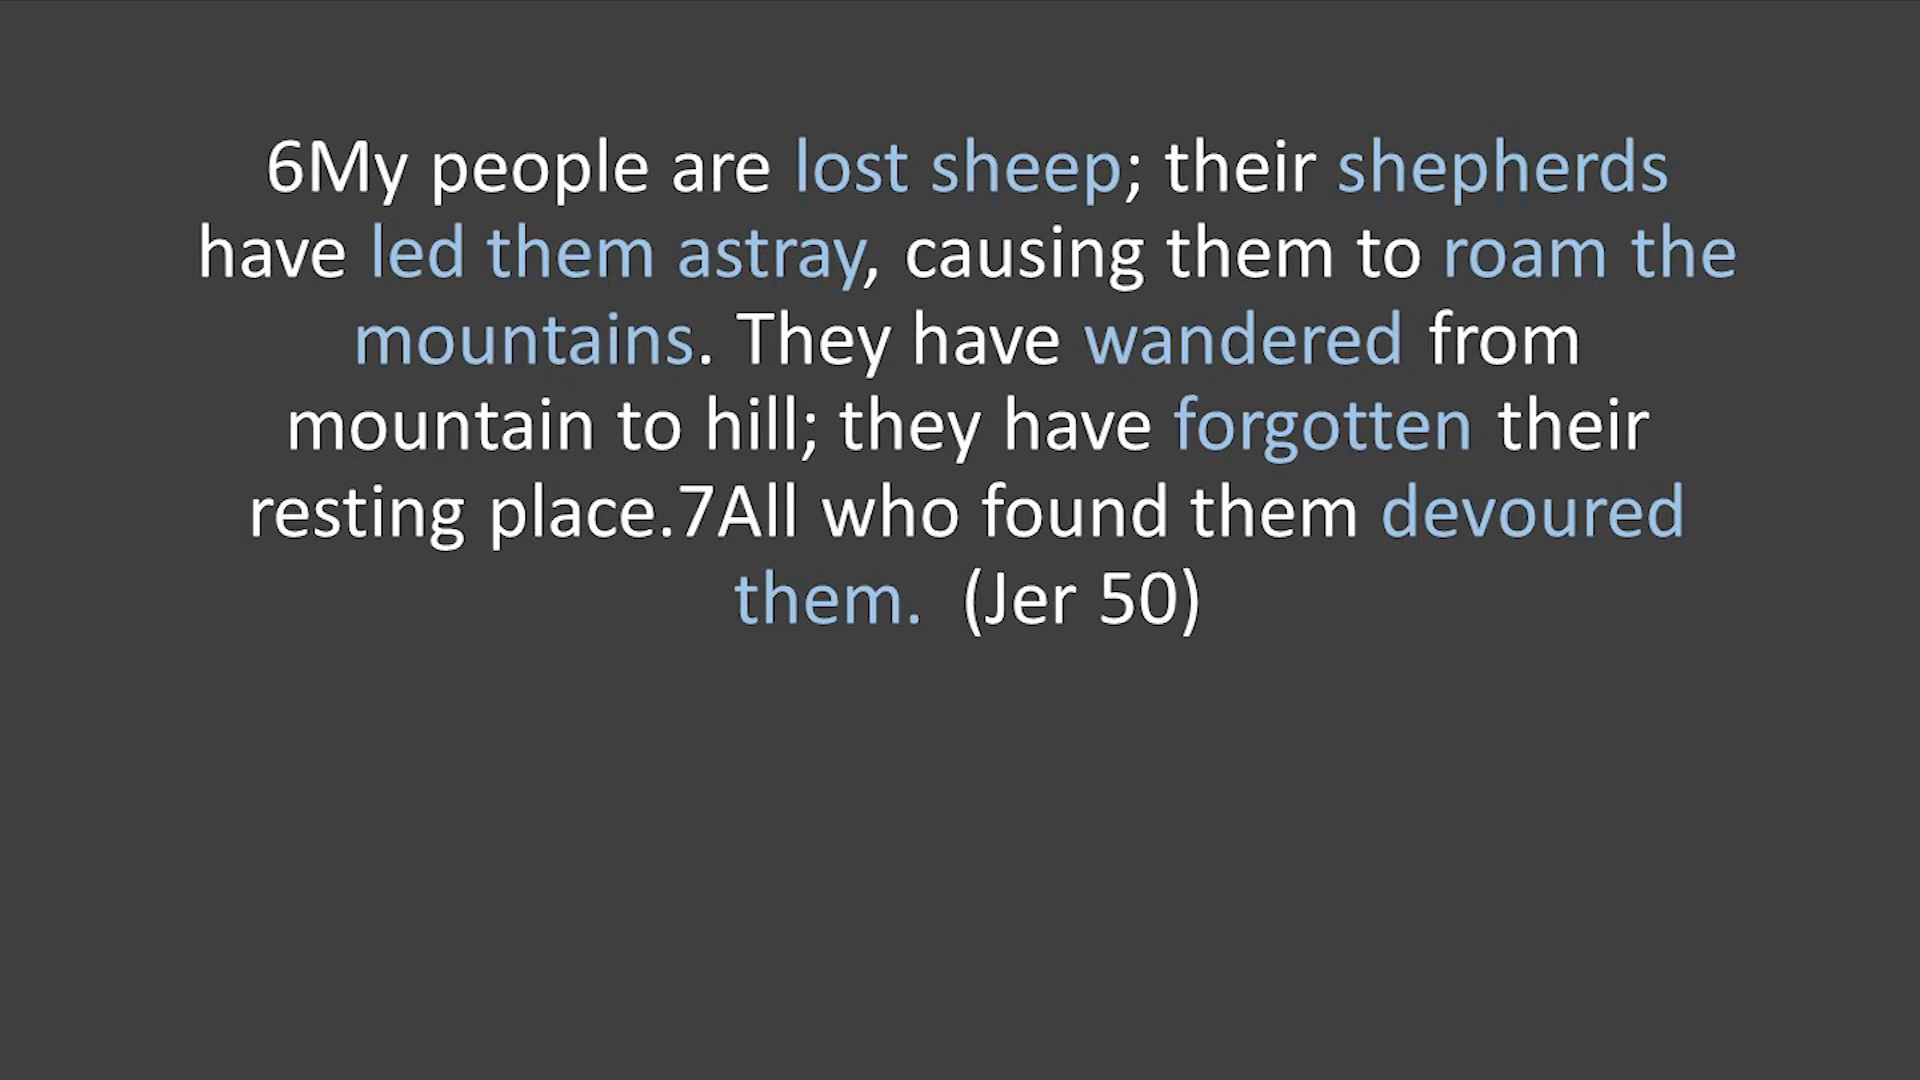 6My people are lost sheep; their shepherds
have led them astray, causing them to roam the
mountains. They have wandered from
mountain to hill; they have forgotten their
resting place.7All who found them devoured
them.  (Jer 50)